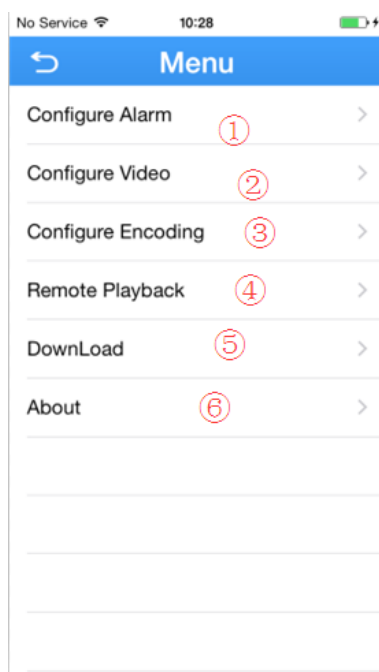 No Service 10:28
Menu
Configure Alarm ①
Configure Video ②
Configure Encoding ③
Remote Playback ④
DownLoad ⑤
About ⑥